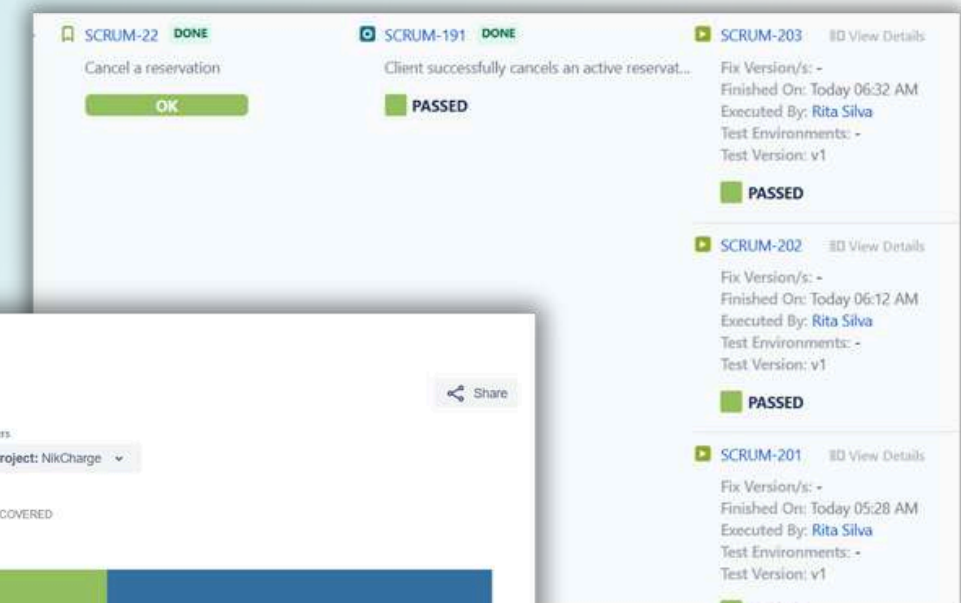 SCRUM-22 DONE
Cancel a reservation
OK
SCRUM-191 DONE
Client successfully cancels an active reservat...
PASSED
SCRUM-203 View Details
Fix Version/s: -
Finished On: Today 06:32 AM
Executed By: Rita Silva
Test Environments: -
Test Version: v1
PASSED
SCRUM-202 View Details
Fix Version/s: -
Finished On: Today 06:12 AM
Executed By: Rita Silva
Test Environments: -
Test Version: v1
PASSED
SCRUM-201 View Details
Fix Version/s: -
Finished On: Today 05:28 AM
Executed By: Rita Silva
Test Environments: -
Test Version: v1
Share
roject: NikCharge
COVERED